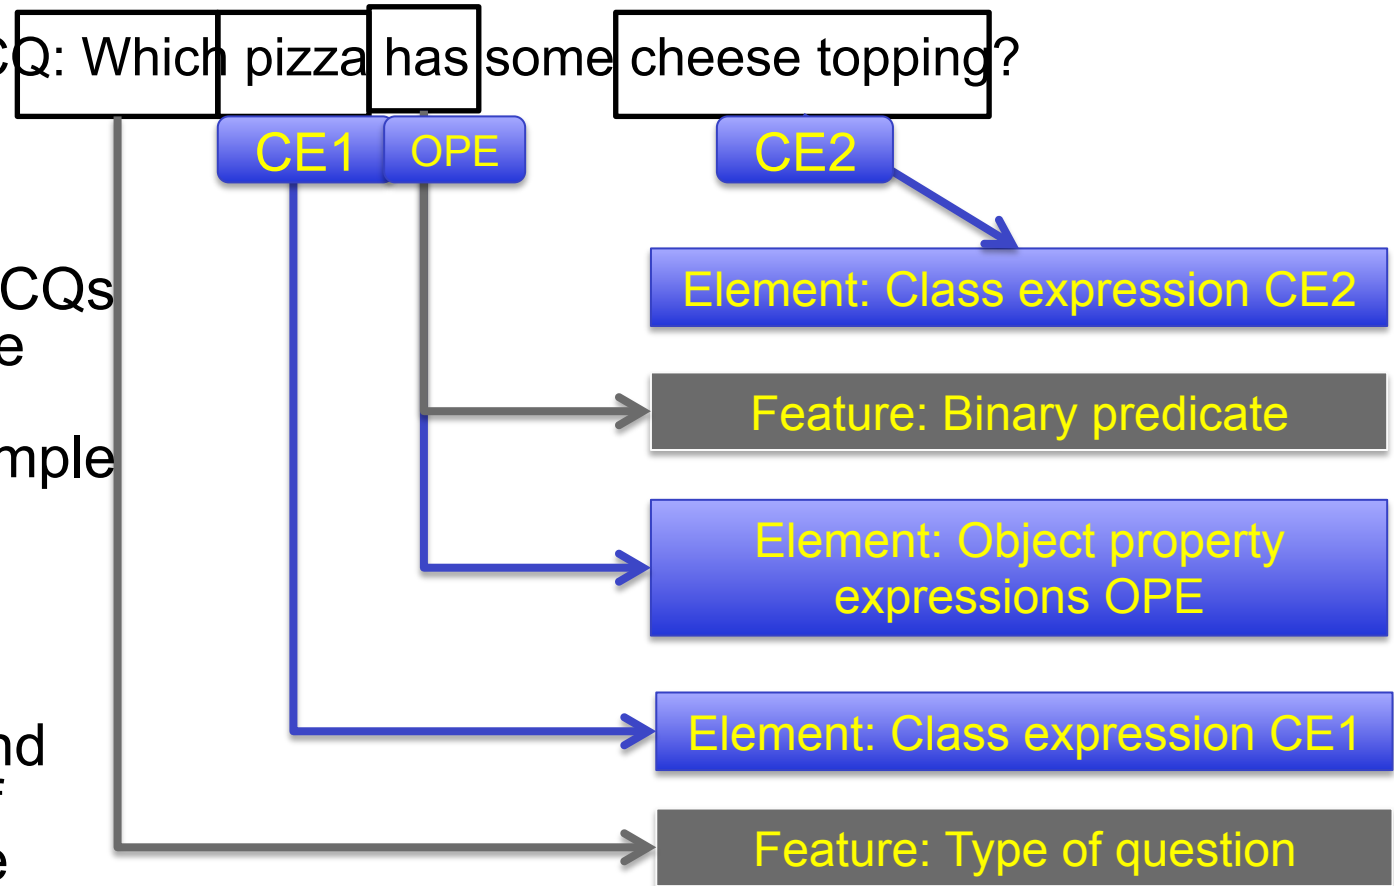 CQ: Which pizza has some cheese topping?
CE1
OPE
CE2
CQs
Element: Class expression CE2
e
Feature: Binary predicate
mple
Element: Object property
expressions OPE
nd
Element: Class expression CE1
f
e
Feature: Type of question